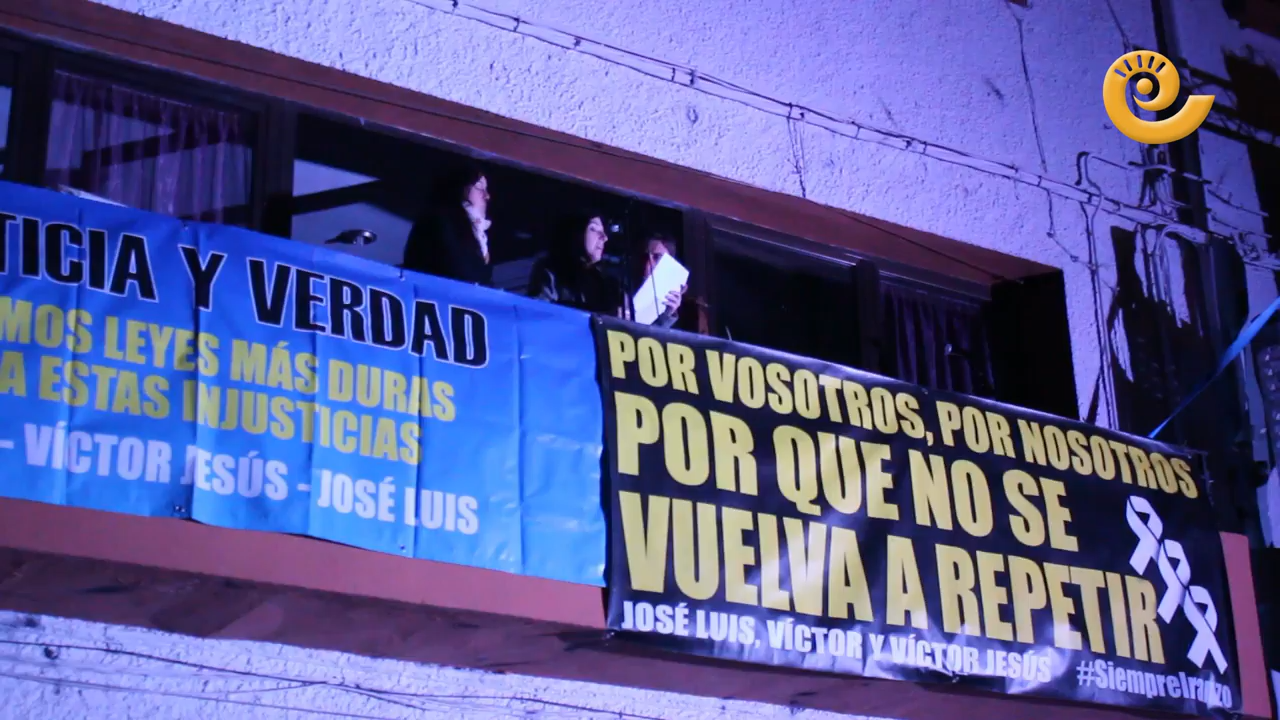 TICIA Y VERDAD
MOS LEYES MÁS DURAS
A ESTAS INJUSTICIAS
- VÍCTOR JESÚS - JOSÉ LUIS
POR VOSOTROS, POR NOSOTROS
POR QUE NO SE
VUELVA A REPETIR
JOSÉ LUIS, VÍCTOR Y VÍCTOR JESÚS
#SiempreIranzo